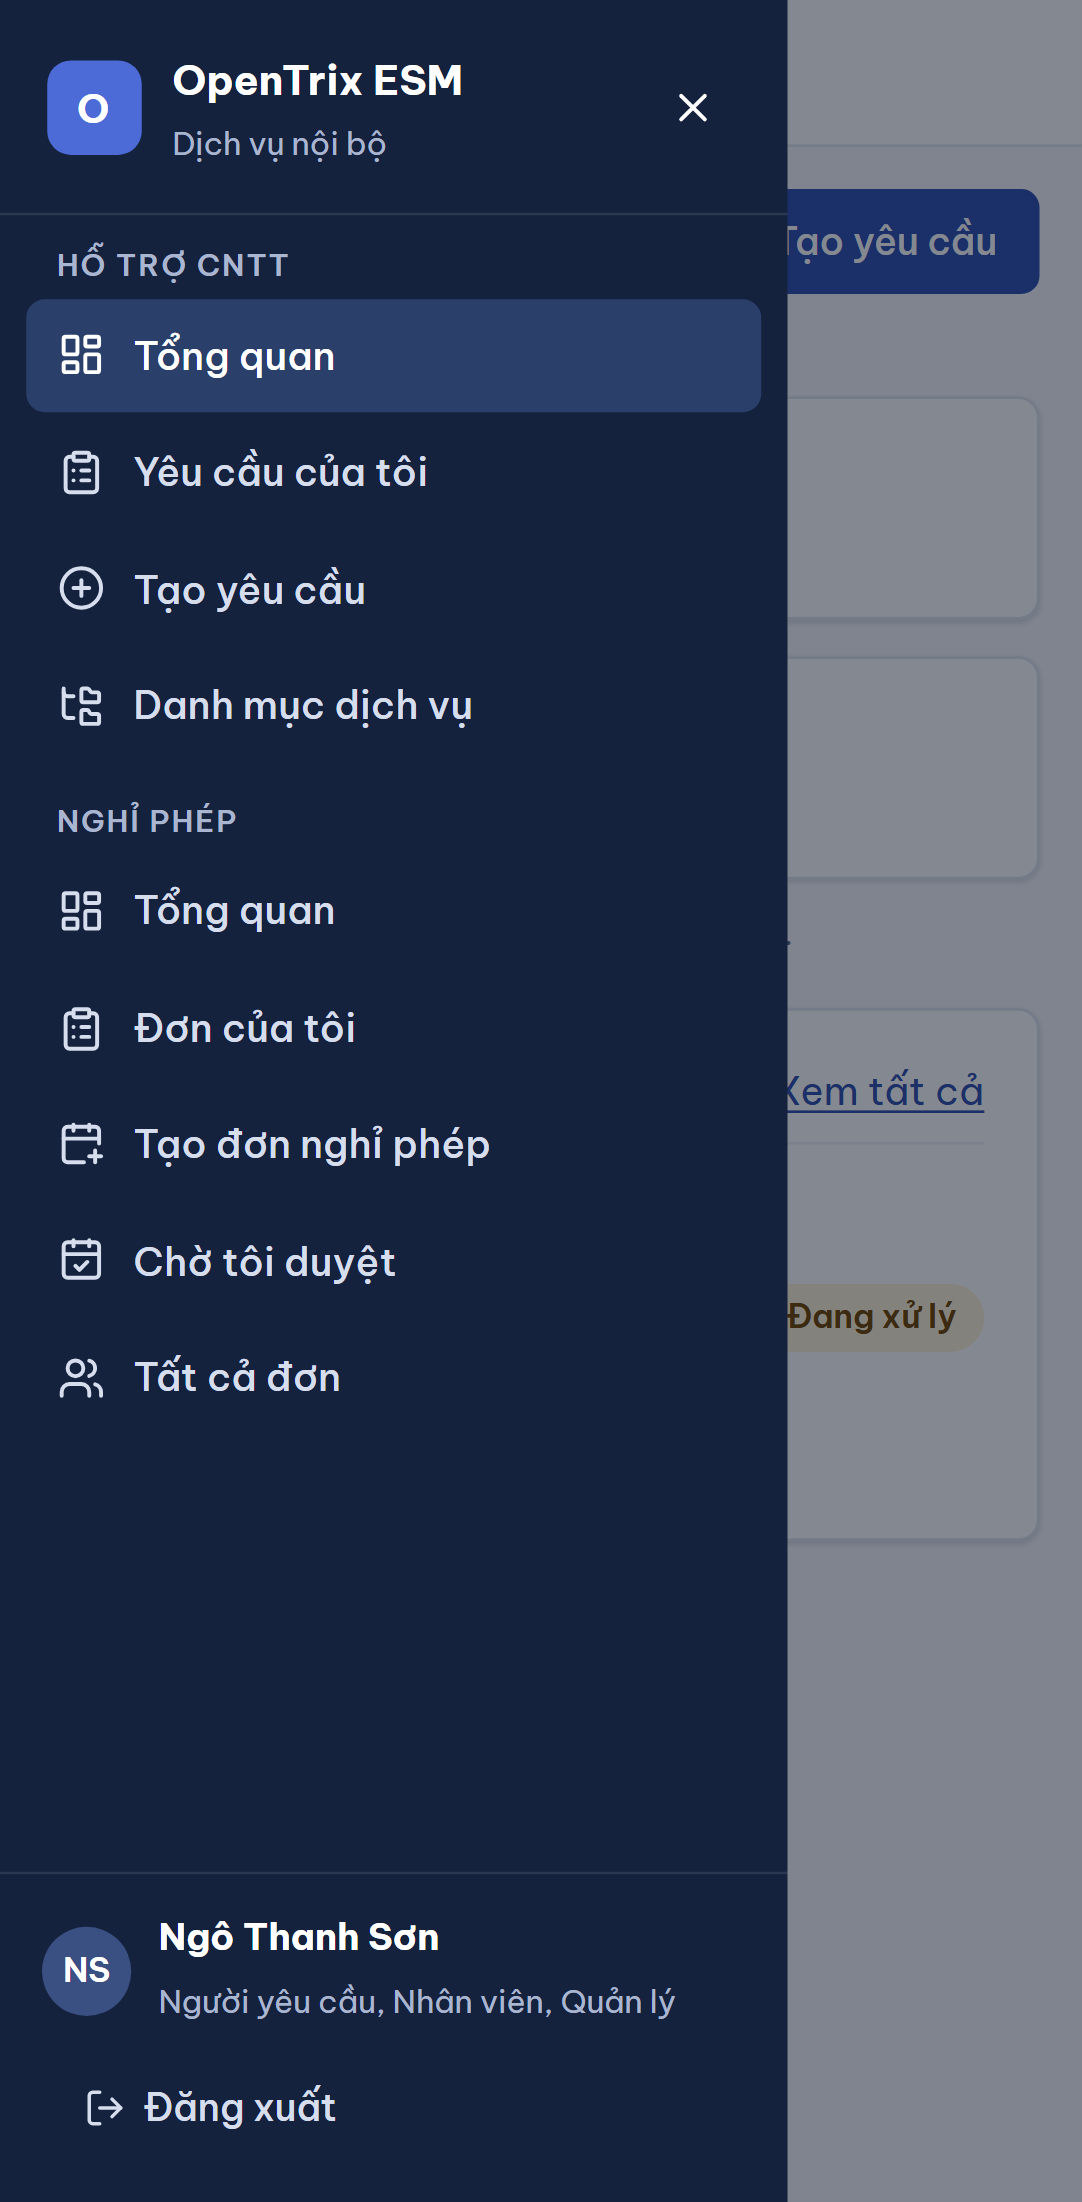 O
OpenTrix ESM
Dịch vụ nội bộ
HỖ TRỢ CNTT
Tổng quan
Yêu cầu của tôi
Tạo yêu cầu
Danh mục dịch vụ
NGHỈ PHÉP
Tổng quan
Đơn của tôi
Tạo đơn nghỉ phép
Chờ tôi duyệt
Tất cả đơn
NS
Ngô Thanh Sơn
Người yêu cầu, Nhân viên, Quản lý
Đăng xuất
Tạo yêu cầu
Xem tất cả
Đang xử lý